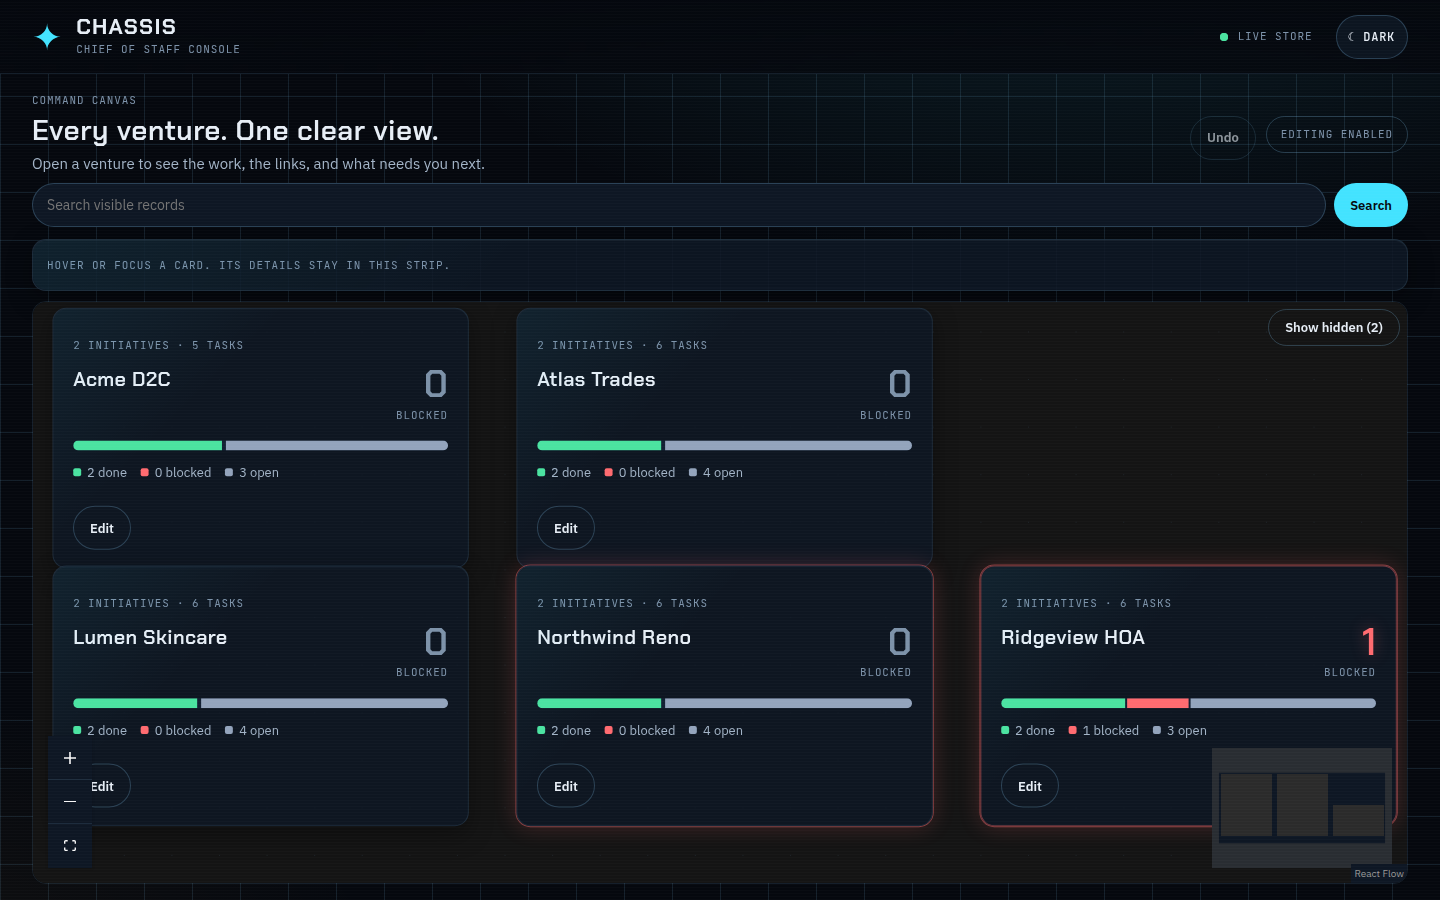 CHASSIS
CHIEF OF STAFF CONSOLE
LIVE STORE
☾ DARK
COMMAND CANVAS
Every venture. One clear view.
Open a venture to see the work, the links, and what needs you next.
Undo
EDITING ENABLED
Search visible records
Search
HOVER OR FOCUS A CARD. ITS DETAILS STAY IN THIS STRIP.
Show hidden (2)
2 INITIATIVES · 5 TASKS
Acme D2C
0
BLOCKED
2 done 0 blocked 3 open
Edit
2 INITIATIVES · 6 TASKS
Atlas Trades
0
BLOCKED
2 done 0 blocked 4 open
Edit
2 INITIATIVES · 6 TASKS
Lumen Skincare
0
BLOCKED
2 done 0 blocked 4 open
Edit
2 INITIATIVES · 6 TASKS
Northwind Reno
0
BLOCKED
2 done 0 blocked 4 open
Edit
2 INITIATIVES · 6 TASKS
Ridgeview HOA
1
BLOCKED
2 done 1 blocked 3 open
Edit
React Flow